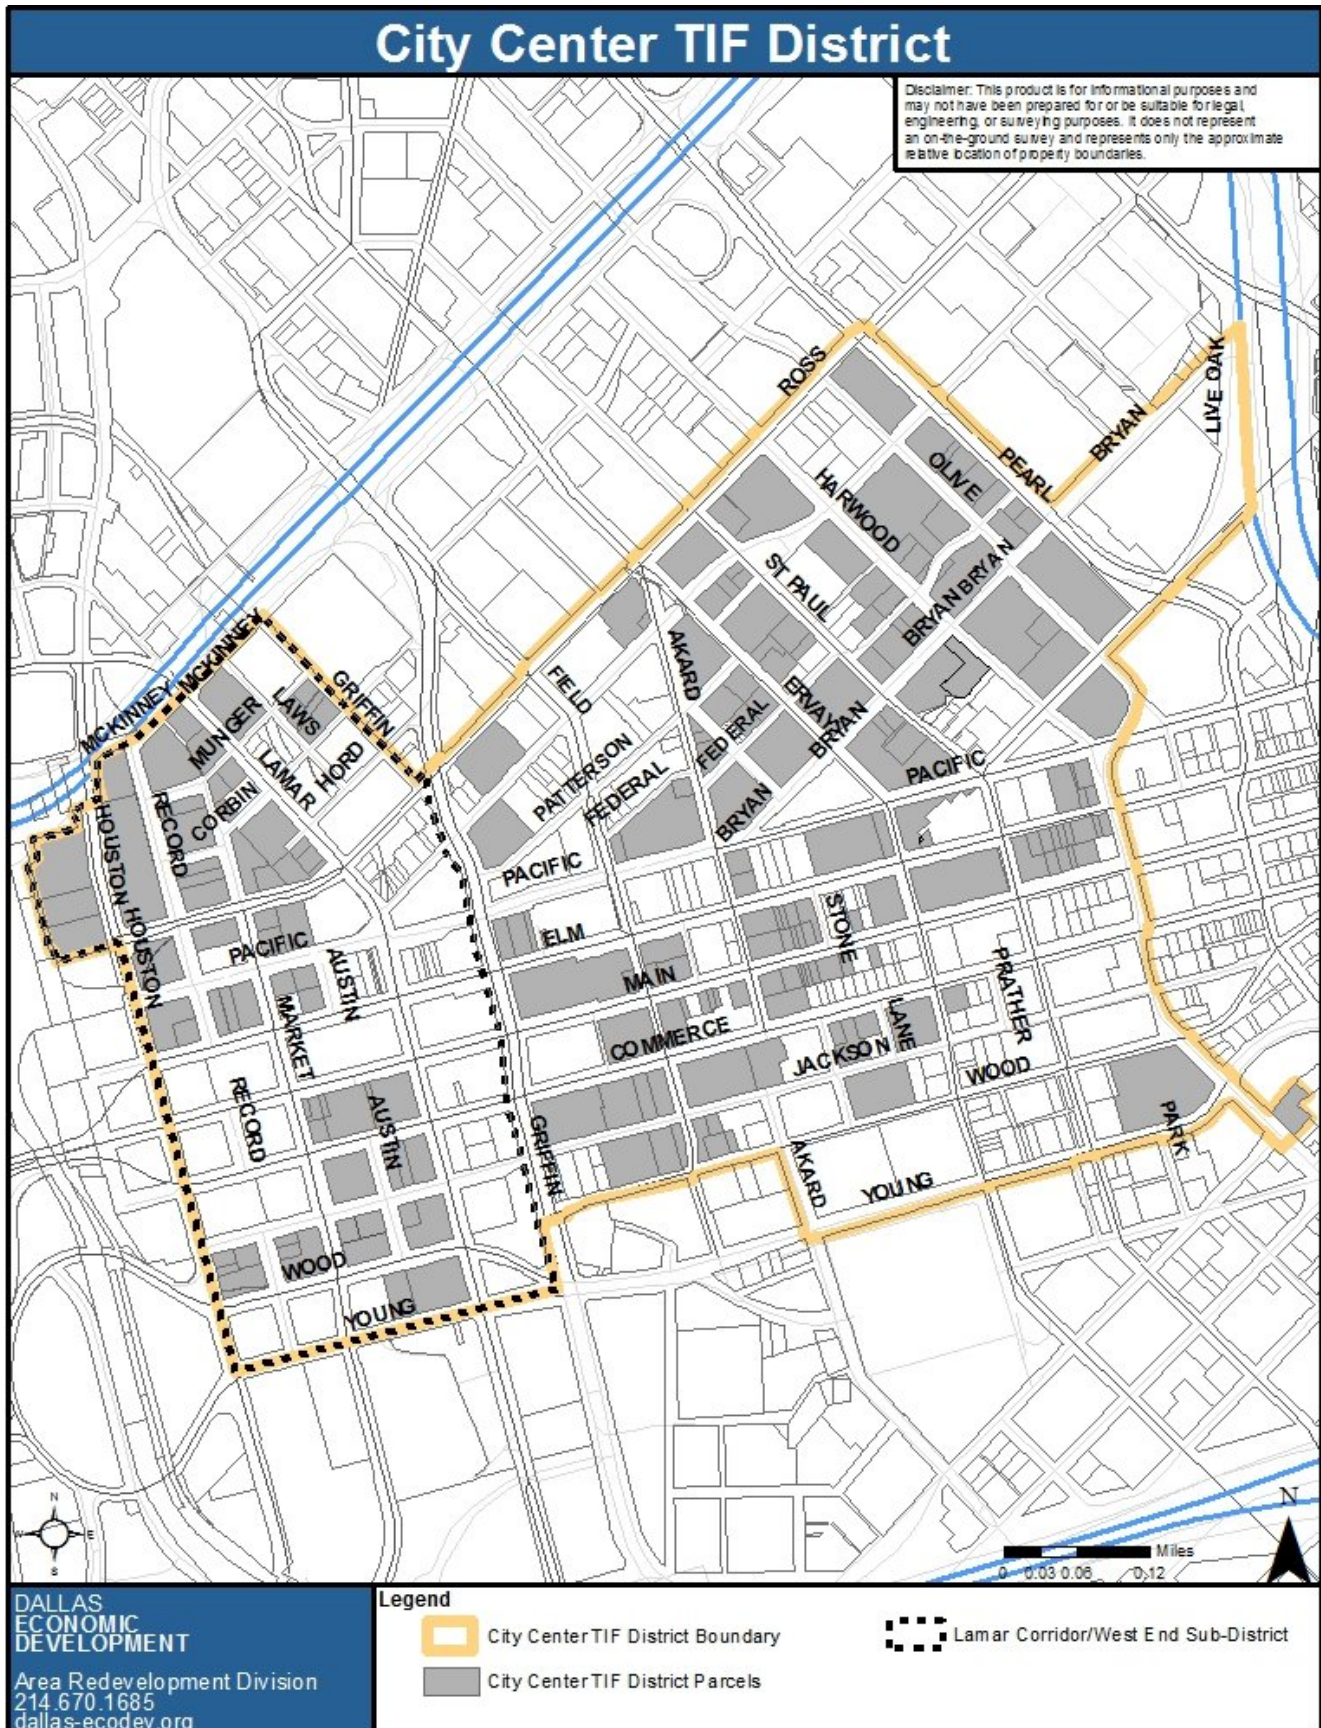 City Center TIF District
Disclaimer: This product is for informational purposes and
may not have been prepared for or be suitable for legal,
engineering, or surveying purposes. It does not represent
an on-the-ground survey and represents only the approximate
relative location of property boundaries.
ROSS
LIVE OAK
BRYAN
PEARL
OLIVE
HARWOOD
ST PAUL
BRYAN
BRYAN
AKARD
FIELD
ERVAY
BRYAN
FEDERAL
PACIFIC
MCKINNEY
MCKINNEY
GRIFFIN
LAWS
MUNGER
LAMAR
HORD
CORBIN
RECORD
HOUSTON
HOUSTON
PATTERSON
FEDERAL
BRYAN
PACIFIC
ELM
MAIN
STONE
PACIFIC
AUSTIN
MARKET
COMMERCE
LANE
PRATHER
JACKSON
WOOD
RECORD
AUSTIN
GRIFFIN
AKARD
YOUNG
PARK
WOOD
YOUNG
N
W
E
S
N
Miles
0 0.03 0.06 0.12
DALLAS
ECONOMIC
DEVELOPMENT
Area Redevelopment Division
214.670.1685
dallas-ecodev.org
Legend
City Center TIF District Boundary
City Center TIF District Parcels
Lamar Corridor/West End Sub-District